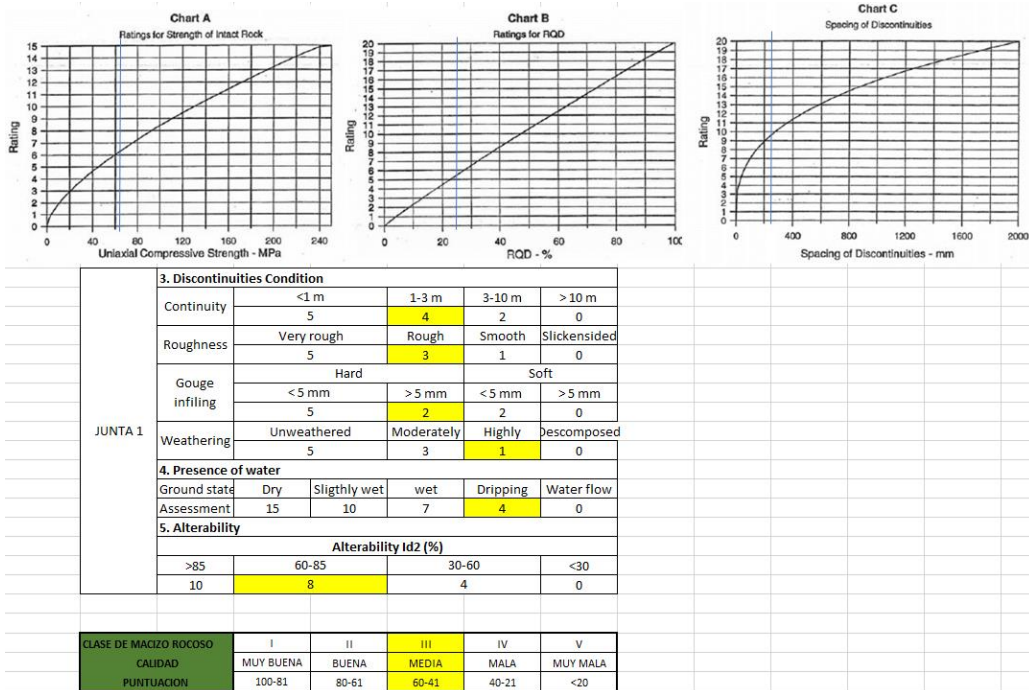 Chart A
Ratings for Strength of Intact Rock
Rating
15
14
13
12
11
10
9
8
7
6
5
4
3
2
1
0
0 40 80 120 160 200 240
Uniaxial Compressive Strength - MPa
Chart B
Ratings for RQD
Rating
20
19
18
17
16
15
14
13
12
11
10
9
8
7
6
5
4
3
2
1
0
0 20 40 60 80 100
RQD - %
Chart C
Spacing of Discontinuities
Rating
20
19
18
17
16
15
14
13
12
11
10
9
8
7
6
5
4
3
2
1
0
0 400 800 1200 1600 2000
Spacing of Discontinuities - mm
JUNTA 1
3. Discontinuities Condition
Continuity <1 m 1-3 m 3-10 m >10 m
5 4 2 0
Roughness Very rough Rough Smooth Slickensided
5 3 1 0
Gouge infiling Hard Soft
<5 mm >5 mm <5 mm >5 mm
5 2 2 0
Weathering Unweathered Moderately Highly Descomposed
5 3 1 0
4. Presence of water
Ground state Dry Sligthly wet wet Dripping Water flow
Assessment 15 10 7 4 0
5. Alterability
Alterability Id2 (%)
>85 60-85 30-60 <30
10 8 4 0
CLASE DE MACIZO ROCOSO I II III IV V
CALIDAD MUY BUENA BUENA MEDIA MALA MUY MALA
PUNTUACION 100-81 80-61 60-41 40-21 <20